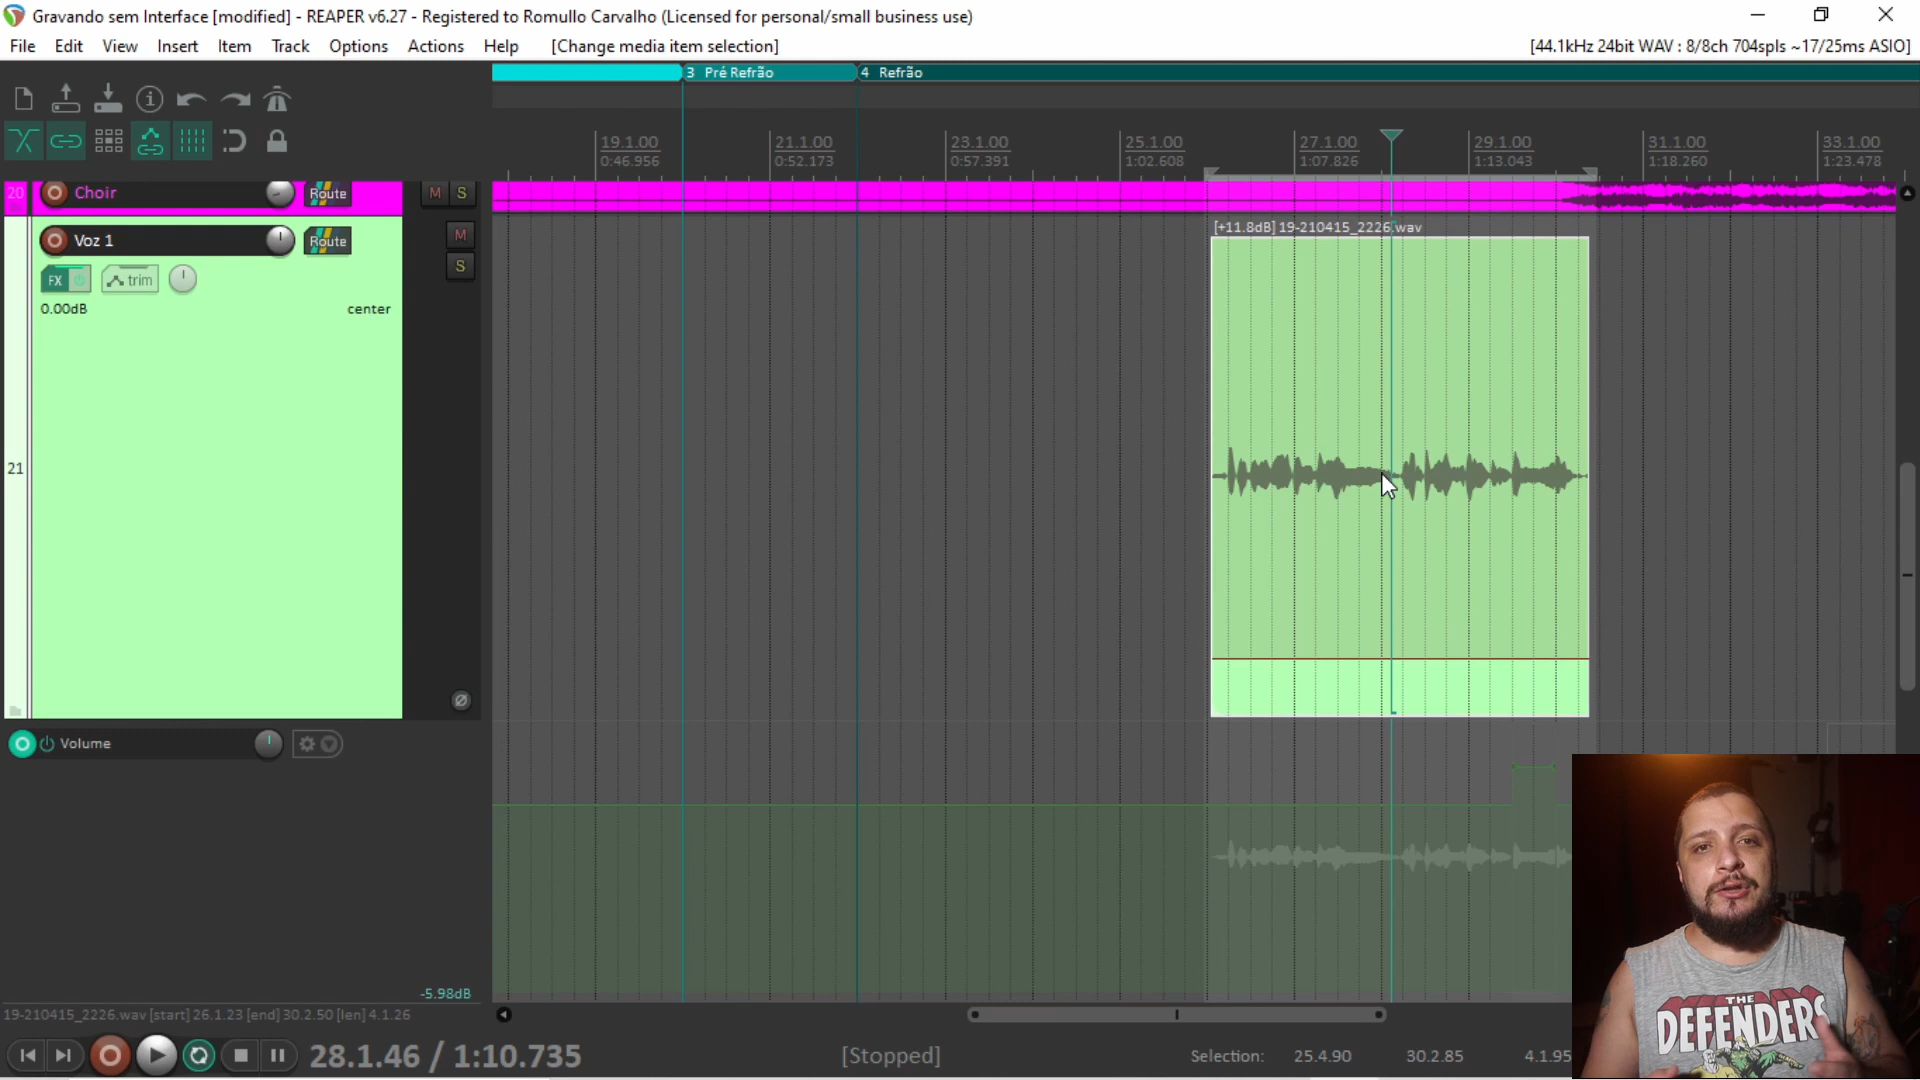 Gravando sem Interface [modified] - REAPER v6.27 - Registered to Romullo Carvalho (Licensed for personal/small business use)
File Edit View Insert Item Track Options Actions Help [Change media item selection]
[44.1kHz 24bit WAV : 8/8ch 704spls ~17/25ms ASIO]
3 Pré Refrão
4 Refrão
19.1.00 21.1.00 23.1.00 25.1.00 27.1.00 29.1.00 31.1.00 33.1.00
0:46.956 0:52.173 0:57.391 1:02.608 1:07.826 1:13.043 1:18.260 1:23.478
20 Choir Route M S
[+11.8dB] 19-210415_2226.wav
Voz 1 Route M
S
FX trim
0.00dB center
21
Volume
-5.98dB
19-210415_2226.wav [start] 26.1.23 [end] 30.2.50 [len] 4.1.26
28.1.46 / 1:10.735 [Stopped] Selection: 25.4.90 30.2.85 4.1.95
THE
DEFENDERS